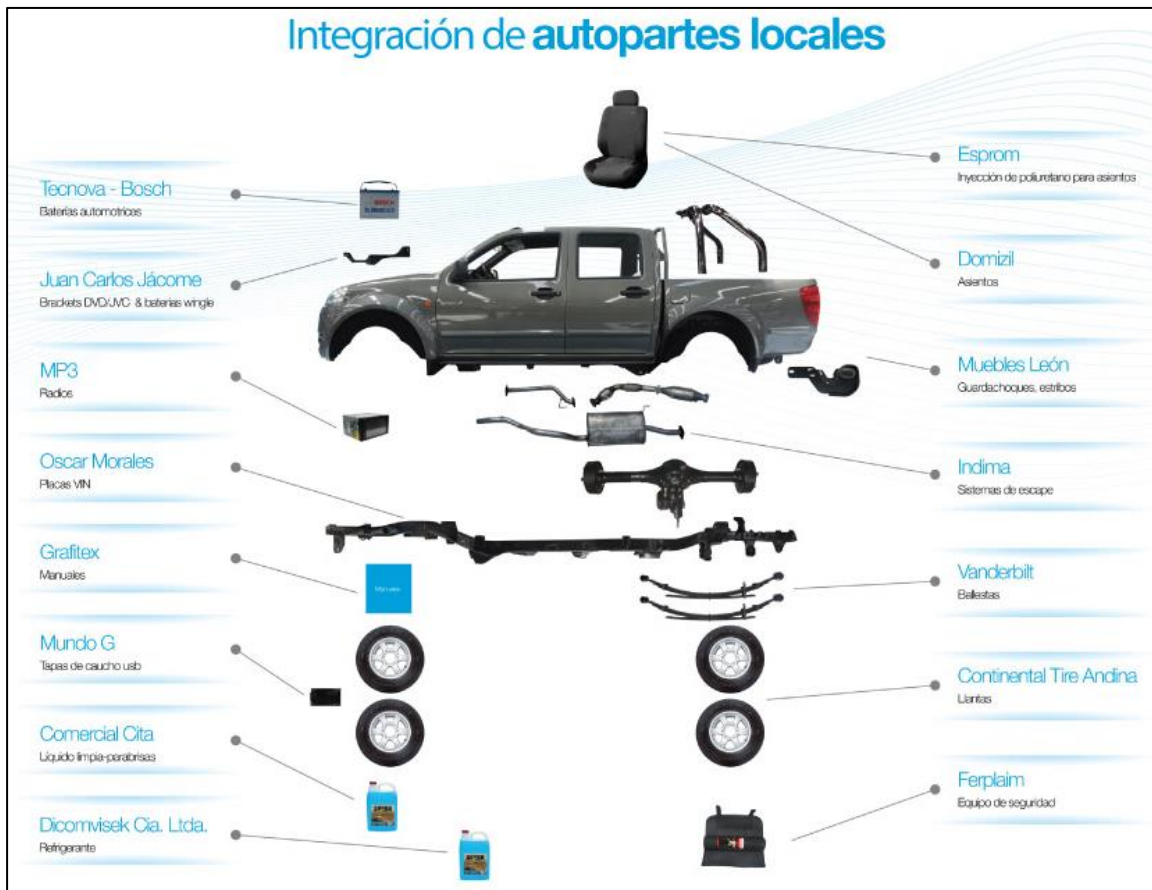 Integración de autopartes locales
Tecnova - Bosch
Baterías automotrices
Juan Carlos Jácome
Brackets DVD/JVC & baterias wingle
MP3
Radios
Oscar Morales
Placas VIN
Grafitex
Manuales
Mundo G
Tapas de caucho usb
Comercial Cita
Líquido limpia-parabrisas
Dicomvisek Cia. Ltda.
Refrigerante
BOSCH
Manuales
Esprom
Inyección de poliuretano para asientos
Domizil
Asientos
Muebles León
Guardachoques, estribos
Indima
Sistemas de escape
Vanderbilt
Ballestas
Continental Tire Andina
Llantas
Ferplaim
Equipo de seguridad